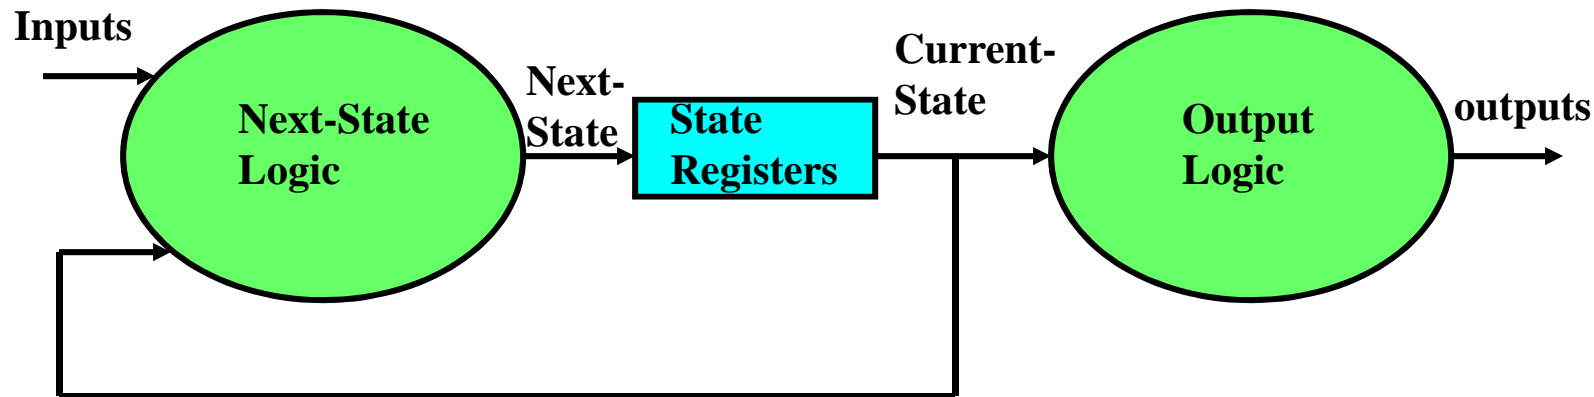 Inputs
Next-State
Logic
Next-
State
State
Registers
Current-
State
Output
Logic
outputs